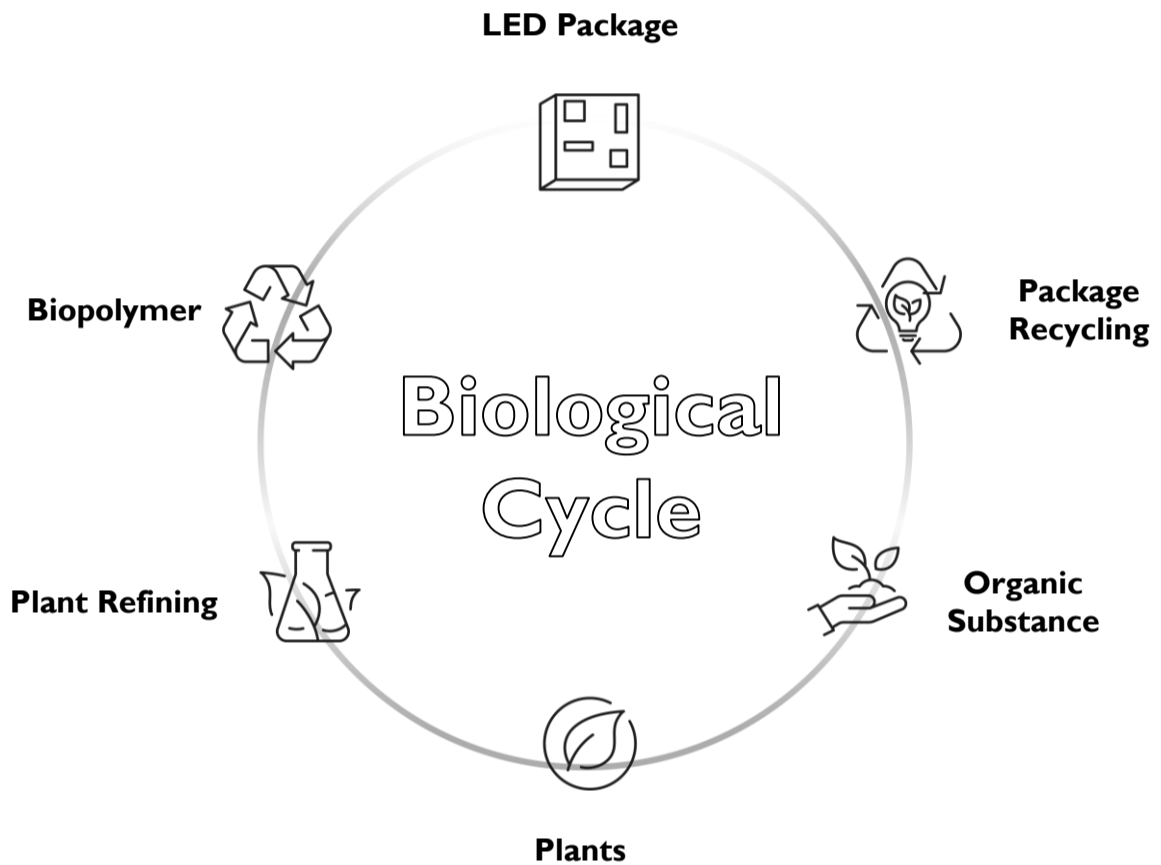 LED Package
Biopolymer
Package
Recycling
Biological
Cycle
Plant Refining
Organic
Substance
Plants